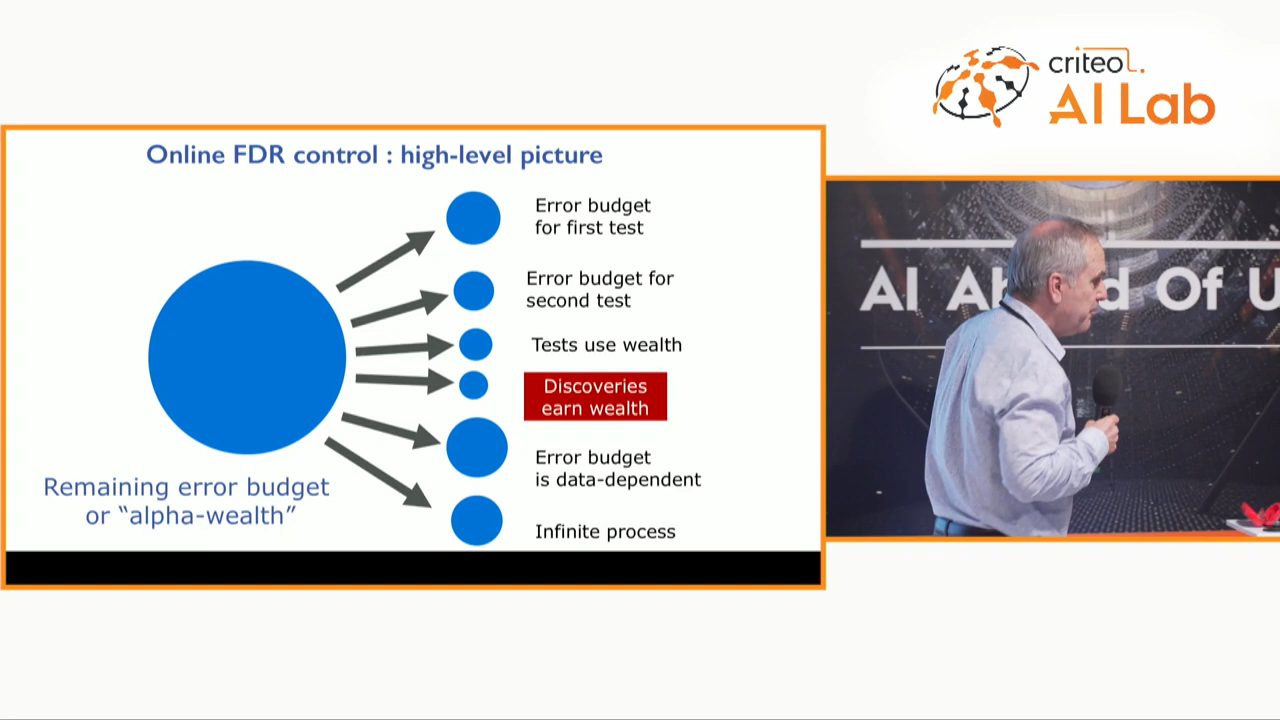 criteo
AI Lab
Online FDR control : high-level picture
Error budget
for first test
Error budget for
second test
Tests use wealth
Discoveries
earn wealth
Error budget
is data-dependent
Infinite process
Remaining error budget
or “alpha-wealth”
AI Of U